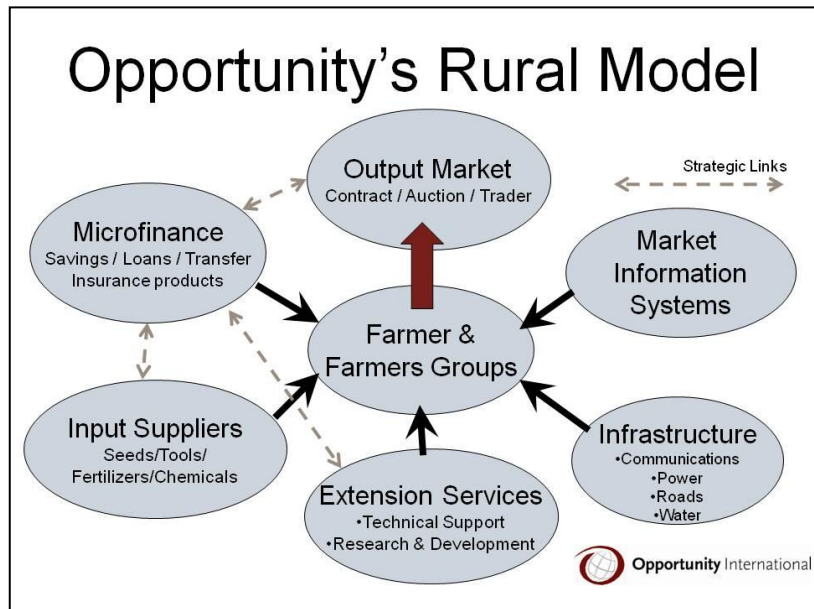 Opportunity's Rural Model
Output Market
Contract / Auction / Trader
Strategic Links
Microfinance
Savings / Loans / Transfer
Insurance products
Market
Information
Systems
Farmer &
Farmers Groups
Input Suppliers
Seeds/Tools/
Fertilizers/Chemicals
Extension Services
•Technical Support
•Research & Development
Infrastructure
•Communications
•Power
•Roads
•Water
Opportunity International